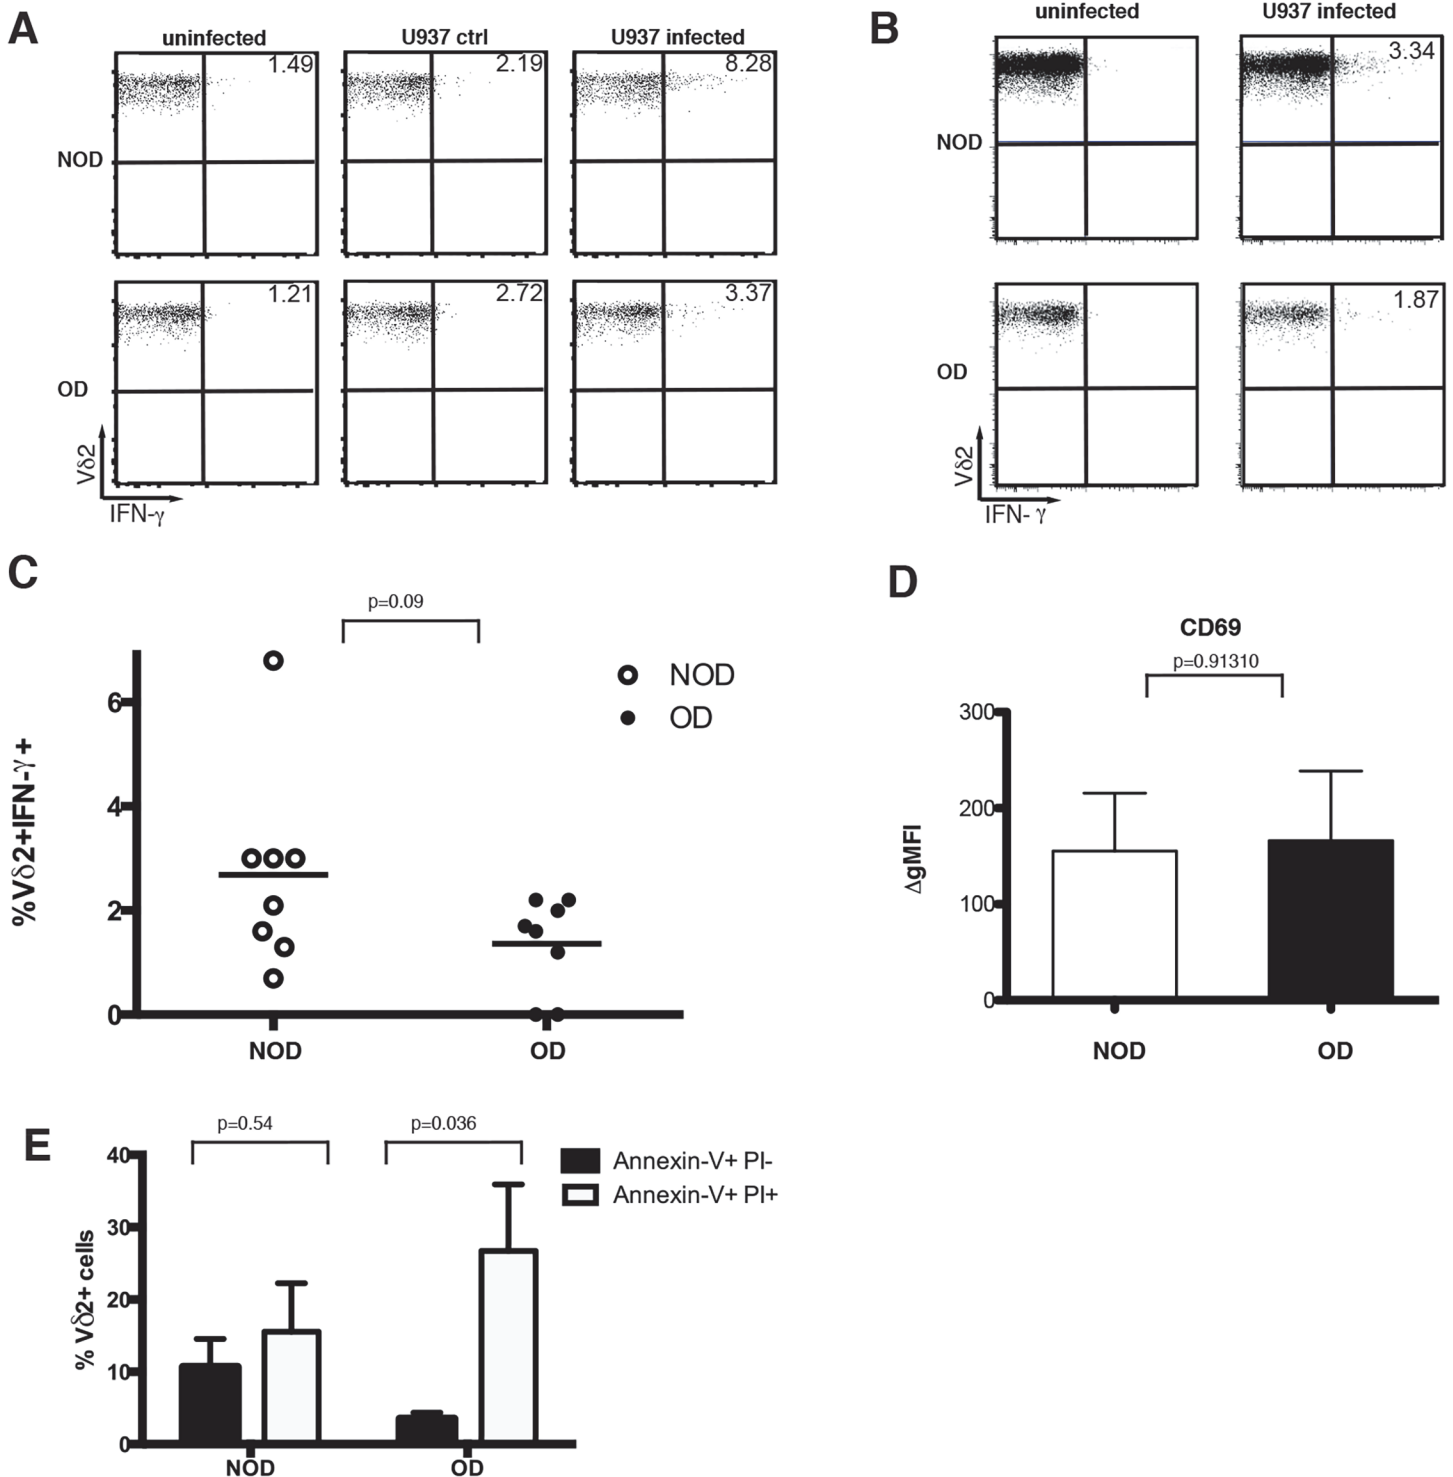 A
uninfected
U937 ctrl
U937 infected
1.49
2.19
8.28
NOD
1.21
2.72
3.37
OD
Vδ2
IFN-γ
B
uninfected
U937 infected
3.34
NOD
1.87
OD
Vδ2
IFN- γ
C
p=0.09
NOD
OD
%Vδ2+IFN-γ +
6
4
2
0
NOD
OD
D
CD69
p=0.91310
ΔgMFI
300
200
100
0
NOD
OD
E
p=0.54
p=0.036
Annexin-V+ PI-
Annexin-V+ PI+
% Vδ2+ cells
40
30
20
10
0
NOD
OD